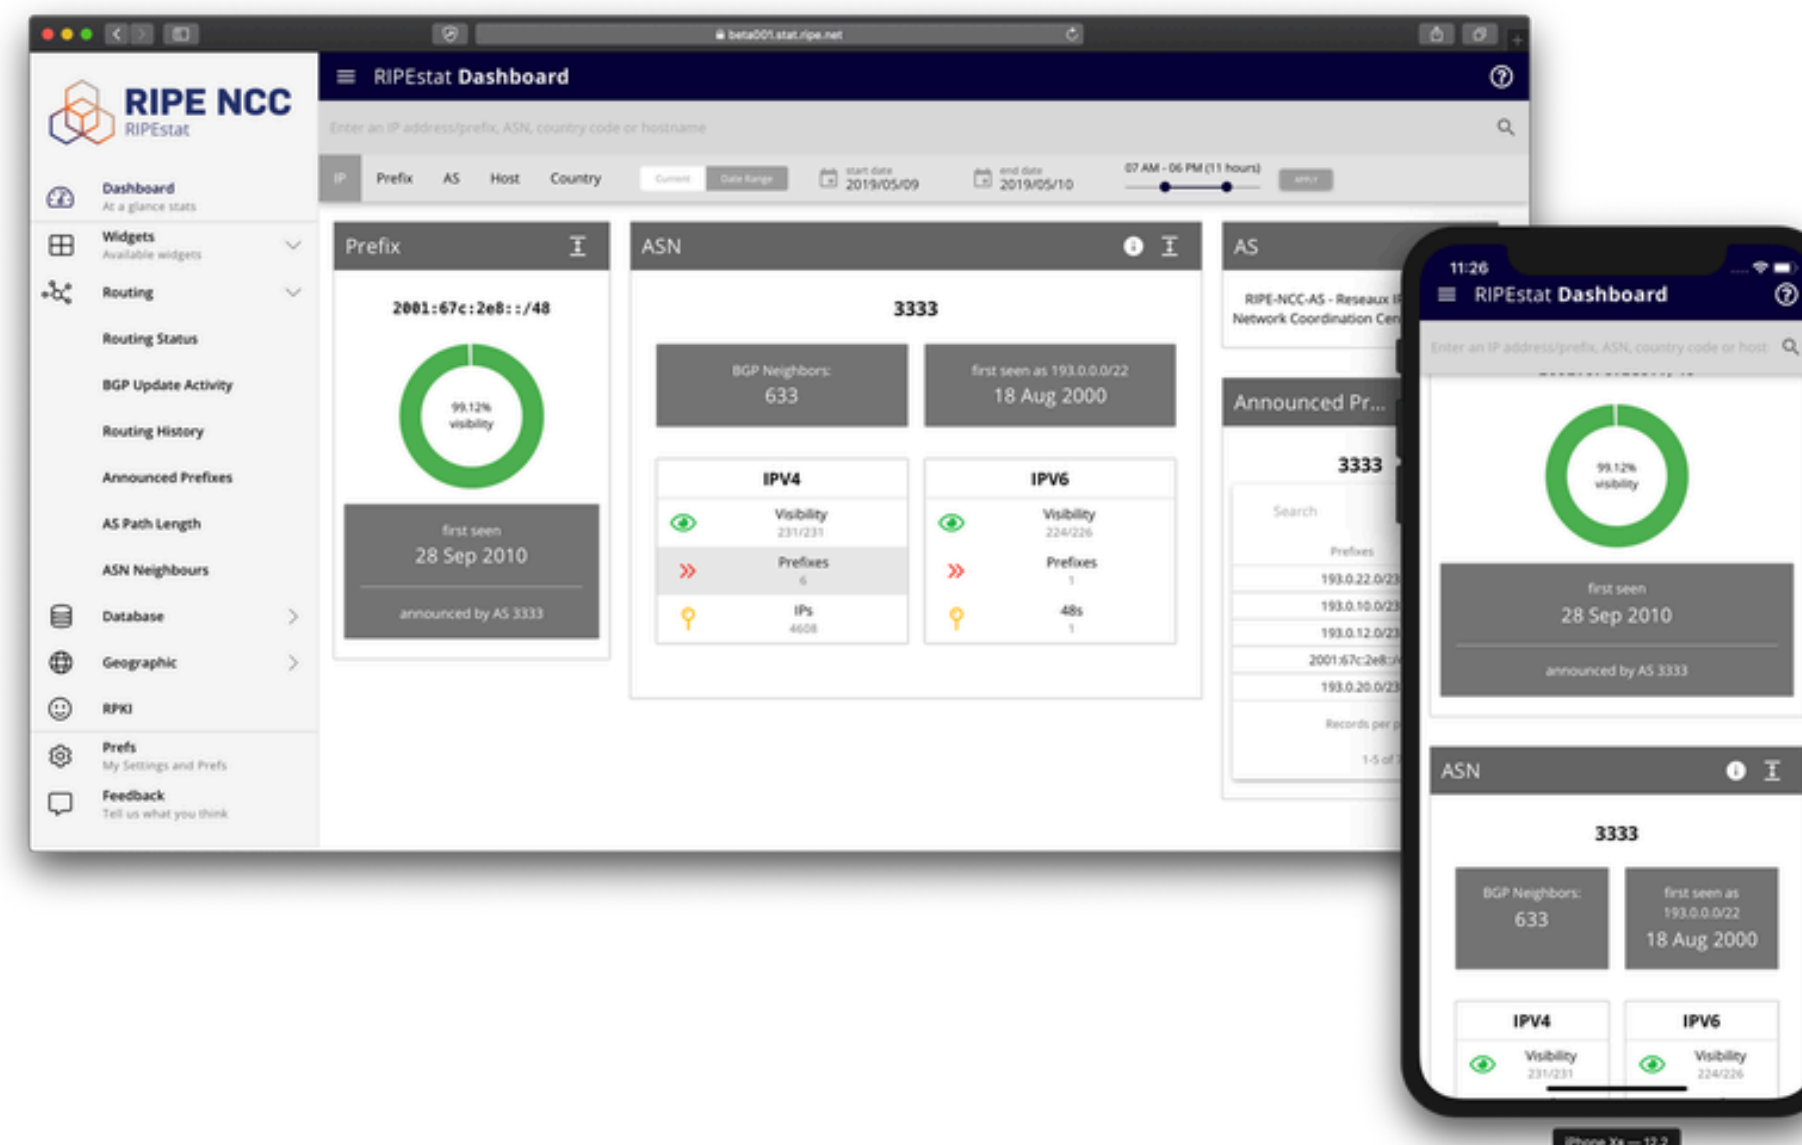 beta001.stat.ripe.net
RIPE NCC
RIPEstat
Dashboard
At a glance stats
Widgets
Available widgets
Routing
Routing Status
BGP Update Activity
Routing History
Announced Prefixes
AS Path Length
ASN Neighbours
Database
Geographic
RPKI
Prefs
My Settings and Prefs
Feedback
Tell us what you think
RIPEstat Dashboard
Enter an IP address/prefix, ASN, country code or hostname
IP Prefix AS Host Country
Current Date Range
start date
2019/05/09
end date
2019/05/10
07 AM - 06 PM (11 hours)
APPLY
Prefix
2001:67c:2e8::/48
99.12%
visibility
first seen
28 Sep 2010
announced by AS 3333
ASN
3333
BGP Neighbors:
633
first seen as 193.0.0.0/22
18 Aug 2000
IPV4
Visibility
231/231
Prefixes
6
IPs
4608
IPV6
Visibility
224/226
Prefixes
1
48s
1
AS
RIPE-NCC-AS - Reseaux
Network Coordination Cen
Announced Pr...
3333
Search
Prefixes
193.0.22.0/23
193.0.10.0/23
193.0.12.0/23
2001:67c:2e8::/
193.0.20.0/23
Records per p
1-5 of
11:26
RIPEstat Dashboard
Enter an IP address/prefix, ASN, country code or host
99.12%
visibility
first seen
28 Sep 2010
announced by AS 3333
ASN
3333
BGP Neighbors:
633
first seen as
193.0.0.0/22
18 Aug 2000
IPV4
Visibility
231/231
IPV6
Visibility
224/226
12.2